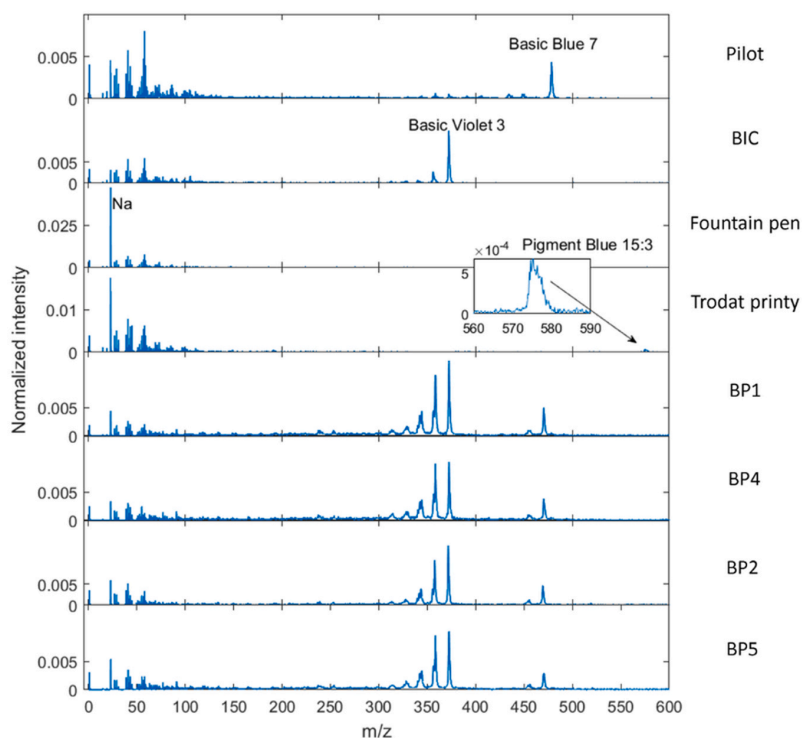 Normalized intensity
0.005
0
Basic Blue 7
Pilot
0.005
0
Basic Violet 3
BIC
0.025
0
Na
Fountain pen
×10⁻⁴
Pigment Blue 15:3
5
0
560 570 580 590
0.01
0
Trodat printy
0.005
0
BP1
0.005
0
BP4
0.005
0
BP2
0.005
0
BP5
0 50 100 150 200 250 300 350 400 450 500 550 600
m/z